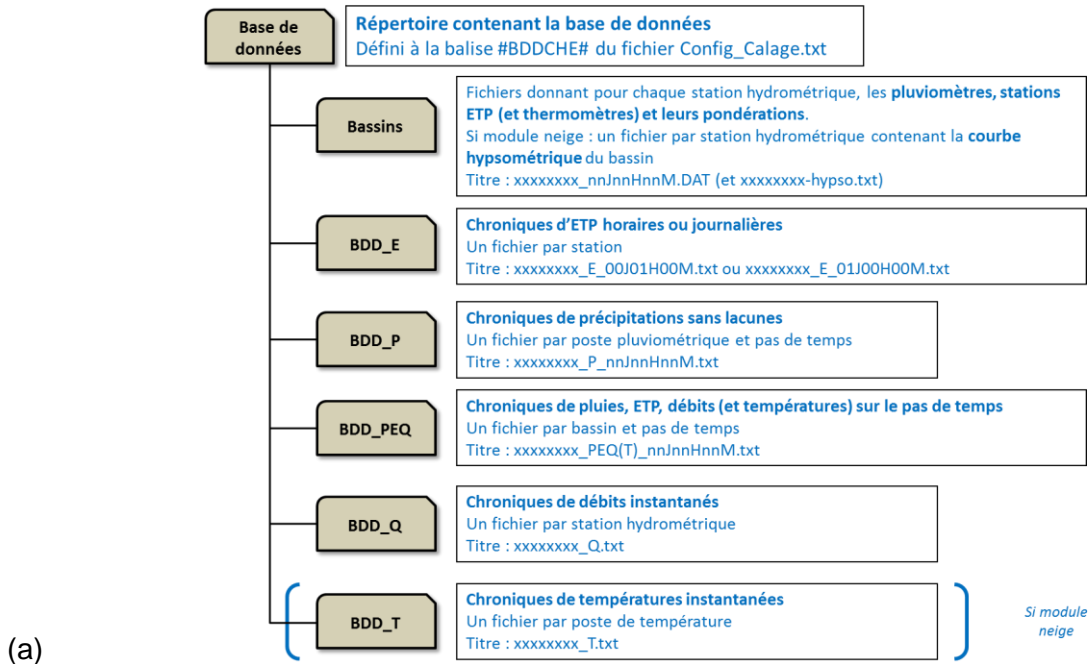 Base de
données
Répertoire contenant la base de données
Défini à la balise #BDDCHE# du fichier Config_Calage.txt
Bassins
Fichiers donnant pour chaque station hydrométrique, les pluviomètres, stations
ETP (et thermomètres) et leurs pondérations.
Si module neige : un fichier par station hydrométrique contenant la courbe
hypsométrique du bassin
Titre : xxxxxxxx_nnJnnHnnM.DAT (et xxxxxxxx-hypso.txt)
BDD_E
Chroniques d'ETP horaires ou journalières
Un fichier par station
Titre : xxxxxxxx_E_00J01H00M.txt ou xxxxxxxx_E_01J00H00M.txt
BDD_P
Chroniques de précipitations sans lacunes
Un fichier par poste pluviométrique et pas de temps
Titre : xxxxxxxx_P_nnJnnHnnM.txt
BDD_PEQ
Chroniques de pluies, ETP, débits (et températures) sur le pas de temps
Un fichier par bassin et pas de temps
Titre : xxxxxxxx_PEQ(T)_nnJnnHnnM.txt
BDD_Q
Chroniques de débits instantanés
Un fichier par station hydrométrique
Titre : xxxxxxxx_Q.txt
BDD_T
Chroniques de températures instantanées
Un fichier par poste de température
Titre : xxxxxxxx_T.txt
Si module
neige
(a)